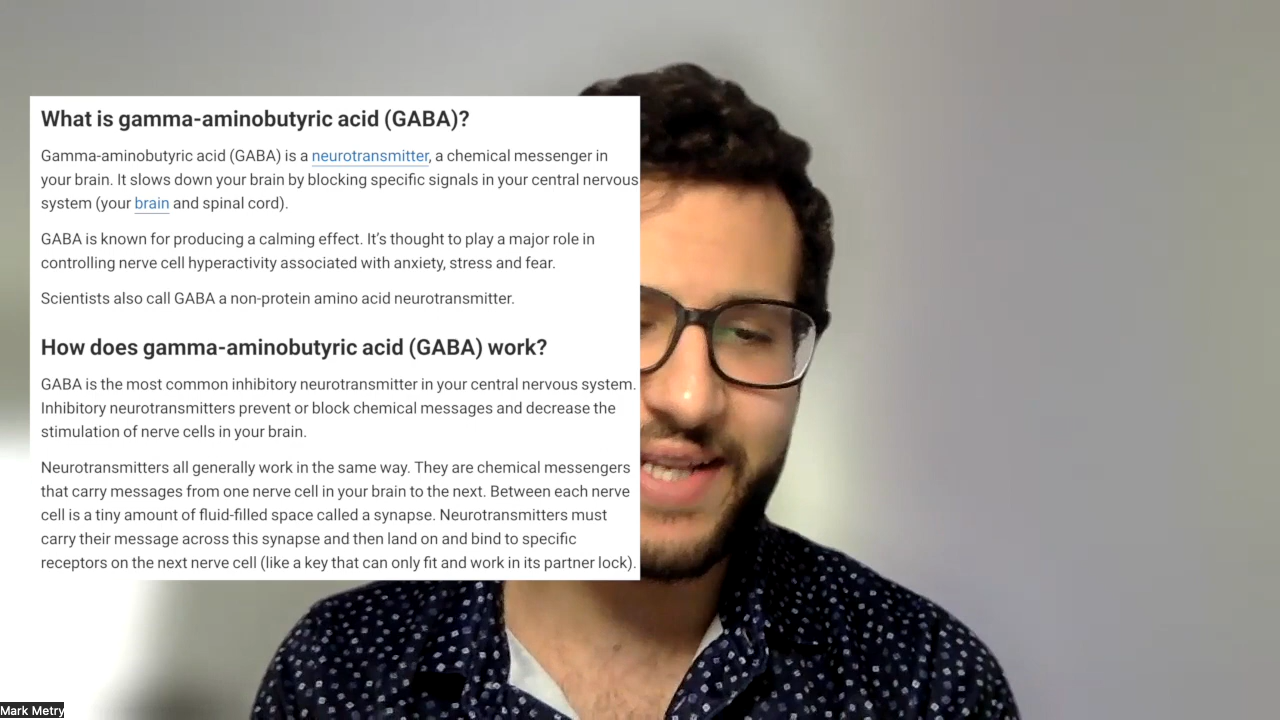 What is gamma-aminobutyric acid (GABA)?
Gamma-aminobutyric acid (GABA) is a neurotransmitter, a chemical messenger in
your brain. It slows down your brain by blocking specific signals in your central nervous
system (your brain and spinal cord).
GABA is known for producing a calming effect. It’s thought to play a major role in
controlling nerve cell hyperactivity associated with anxiety, stress and fear.
Scientists also call GABA a non-protein amino acid neurotransmitter.
How does gamma-aminobutyric acid (GABA) work?
GABA is the most common inhibitory neurotransmitter in your central nervous system.
Inhibitory neurotransmitters prevent or block chemical messages and decrease the
stimulation of nerve cells in your brain.
Neurotransmitters all generally work in the same way. They are chemical messengers
that carry messages from one nerve cell in your brain to the next. Between each nerve
cell is a tiny amount of fluid-filled space called a synapse. Neurotransmitters must
carry their message across this synapse and then land on and bind to specific
receptors on the next nerve cell (like a key that can only fit and work in its partner lock).
Mark Metry